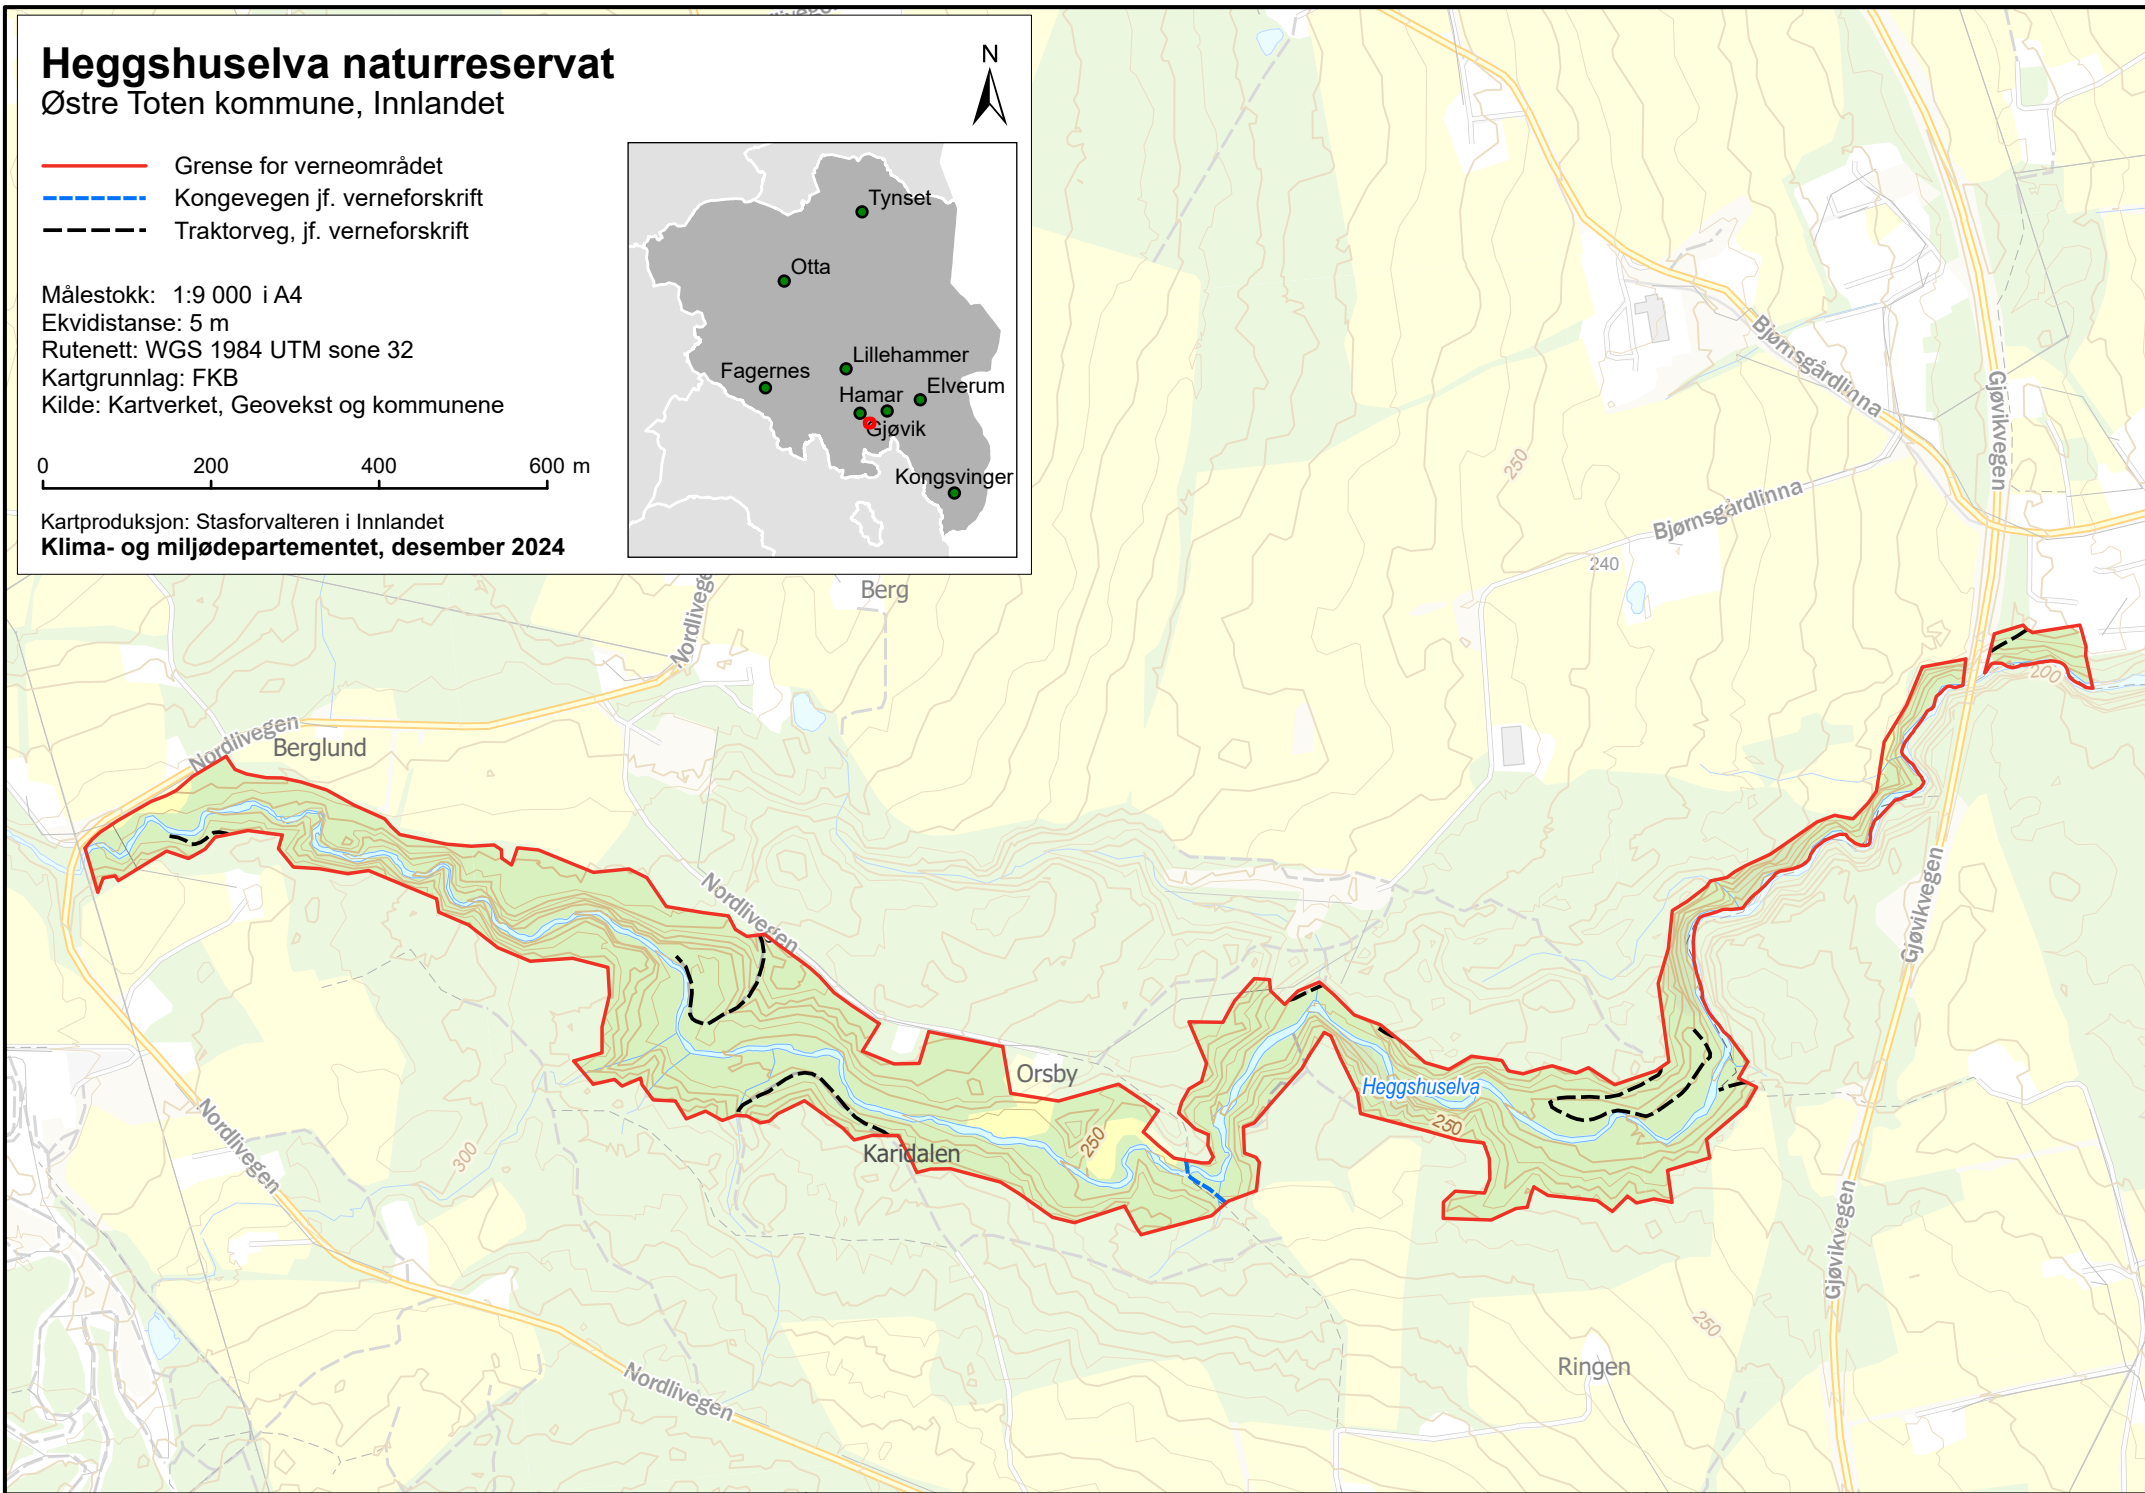 Heggshuselva naturreservat
Østre Toten kommune, Innlandet
N
Grense for verneområdet
Kongevegen jf. verneforskrift
Traktorveg, jf. verneforskrift
Målestokk: 1:9 000 i A4
Ekvidistanse: 5 m
Rutenett: WGS 1984 UTM sone 32
Kartgrunnlag: FKB
Kilde: Kartverket, Geovekst og kommunene
0 200 400 600 m
Kartproduksjon: Stasforvalteren i Innlandet
Klima- og miljødepartementet, desember 2024
Tynset
Otta
Lillehammer
Fagernes
Hamar
Elverum
Gjøvik
Kongsvinger
Bjørnsgårdlinna
Gjøvikvegen
250
Bjørnsgårdlinna
240
Berg
Nordlivege
200
Nordlivegen
Berglund
Nordlivegen
Gjøvikvegen
Orsby
Heggshuselva
250
250
Karidalen
300
Nordlivegen
Gjøvikvegen
250
Ringen
Nordlivegen